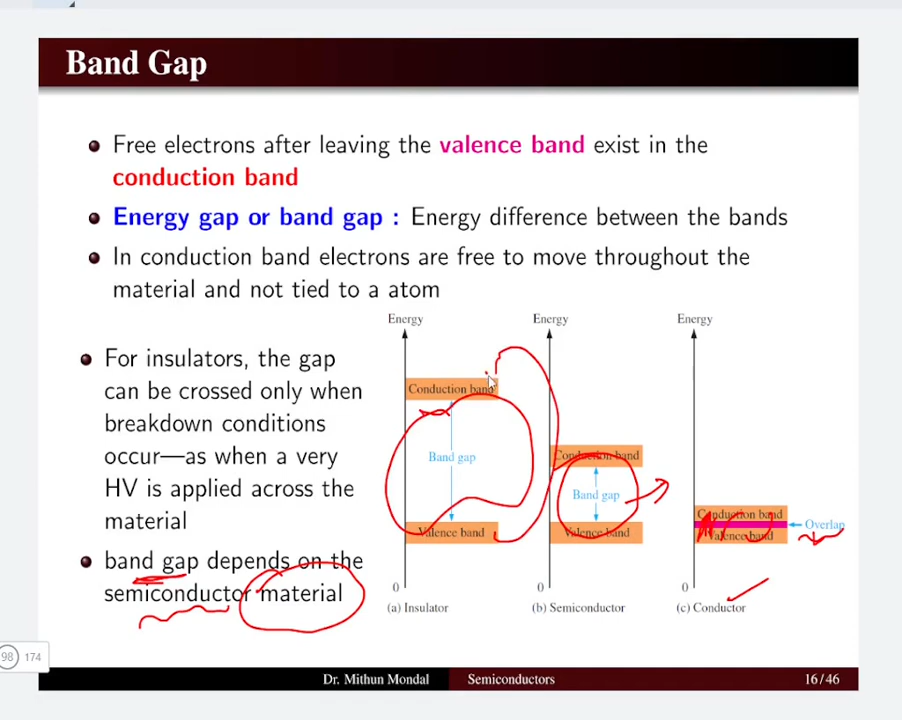 Band Gap
Free electrons after leaving the valence band exist in the
conduction band
Energy gap or band gap : Energy difference between the bands
In conduction band electrons are free to move throughout the
material and not tied to a atom
For insulators, the gap
can be crossed only when
breakdown conditions
occur—as when a very
HV is applied across the
material
band gap depends on the
semiconductor material
Energy
Conduction band
Band gap
Valence band
0
(a) Insulator
Energy
Conduction band
Band gap
Valence band
0
(b) Semiconductor
Energy
Conduction band
Overlap
Valence band
0
(c) Conductor
98 174
Dr. Mithun Mondal Semiconductors 16/46